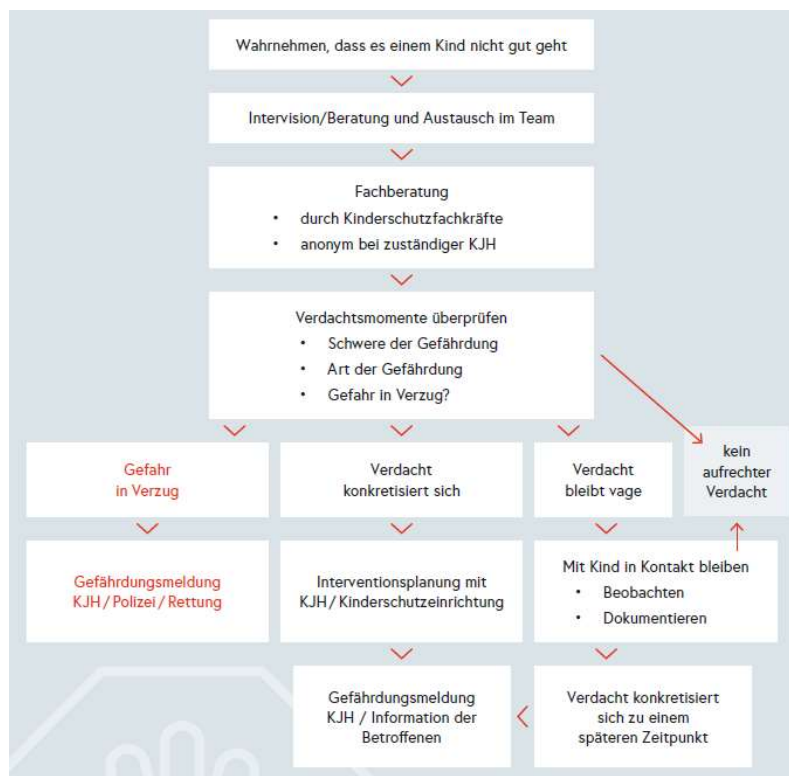 Wahrnehmen, dass es einem Kind nicht gut geht
Intervision/Beratung und Austausch im Team
Fachberatung
• durch Kinderschutzfachkräfte
• anonym bei zuständiger KJH
Verdachtsmomente überprüfen
• Schwere der Gefährdung
• Art der Gefährdung
• Gefahr in Verzug?
Gefahr
in Verzug
Verdacht
konkretisiert sich
Verdacht
bleibt vage
kein
aufrechter
Verdacht
Gefährdungsmeldung
KJH / Polizei / Rettung
Interventionsplanung mit
KJH / Kinderschutzeinrichtung
Mit Kind in Kontakt bleiben
• Beobachten
• Dokumentieren
Gefährdungsmeldung
KJH / Information der
Betroffenen
Verdacht konkretisiert
sich zu einem
späteren Zeitpunkt